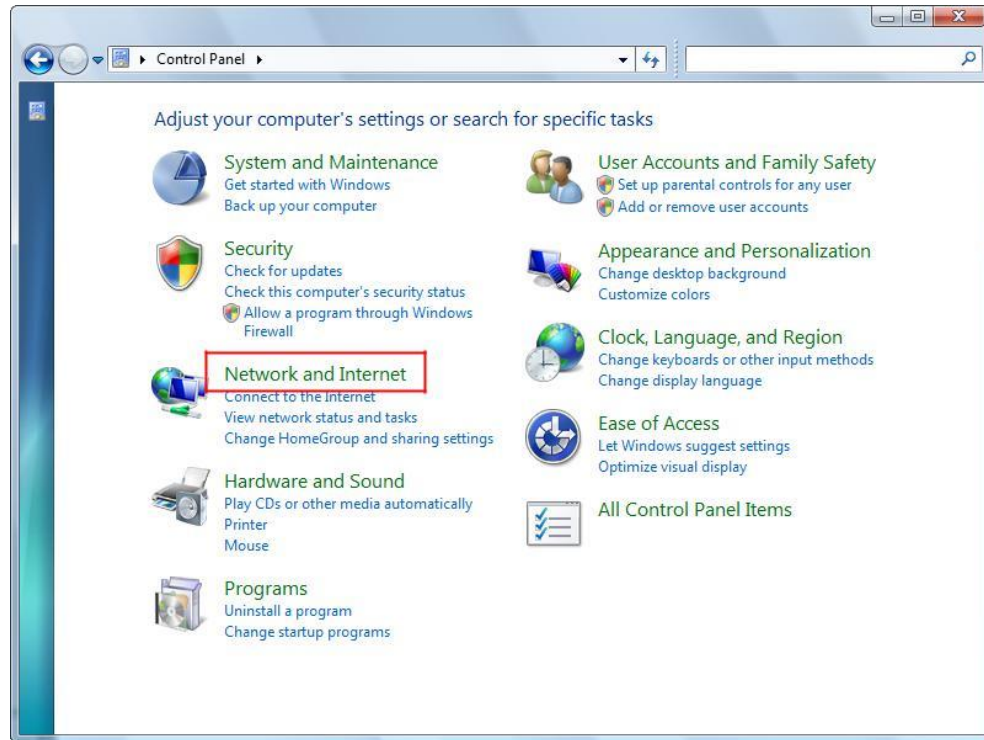 Control Panel
Adjust your computer's settings or search for specific tasks
System and Maintenance
Get started with Windows
Back up your computer
Security
Check for updates
Check this computer's security status
Allow a program through Windows
Firewall
Network and Internet
Connect to the Internet
View network status and tasks
Change HomeGroup and sharing settings
Hardware and Sound
Play CDs or other media automatically
Printer
Mouse
Programs
Uninstall a program
Change startup programs
User Accounts and Family Safety
Set up parental controls for any user
Add or remove user accounts
Appearance and Personalization
Change desktop background
Customize colors
Clock, Language, and Region
Change keyboards or other input methods
Change display language
Ease of Access
Let Windows suggest settings
Optimize visual display
All Control Panel Items